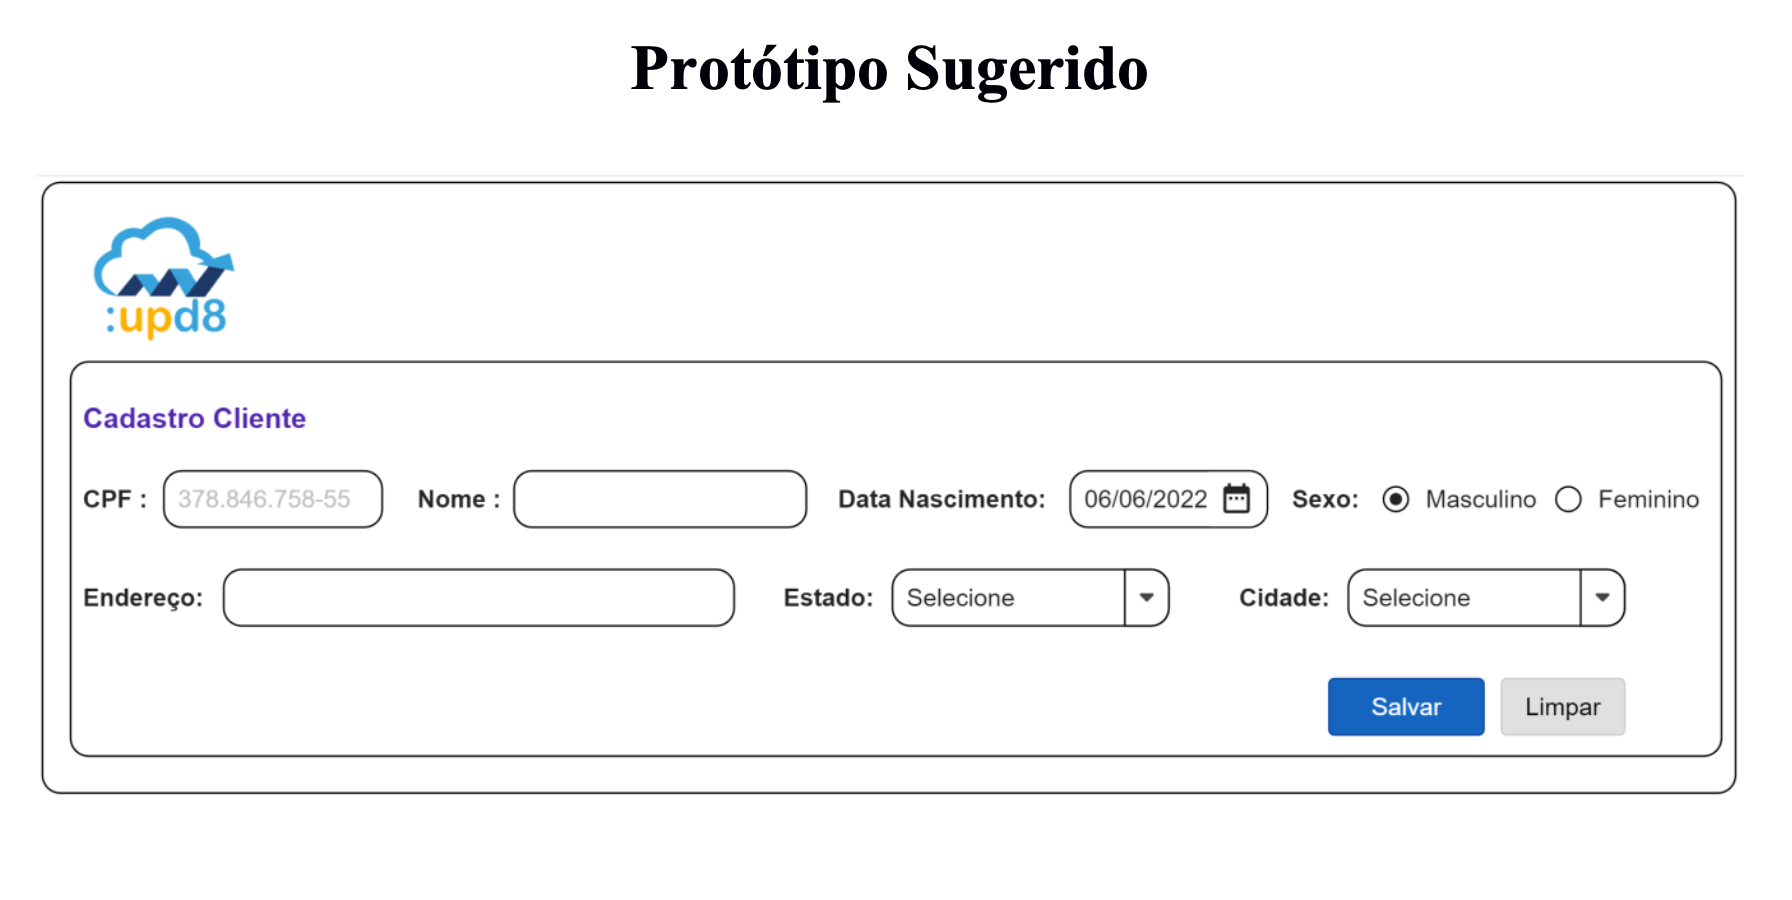 Protótipo Sugerido
:upd8
Cadastro Cliente
CPF : 378.846.758-55 Nome : Data Nascimento: 06/06/2022 Sexo: Masculino Feminino
Endereço: Estado: Selecione Cidade: Selecione
Salvar Limpar